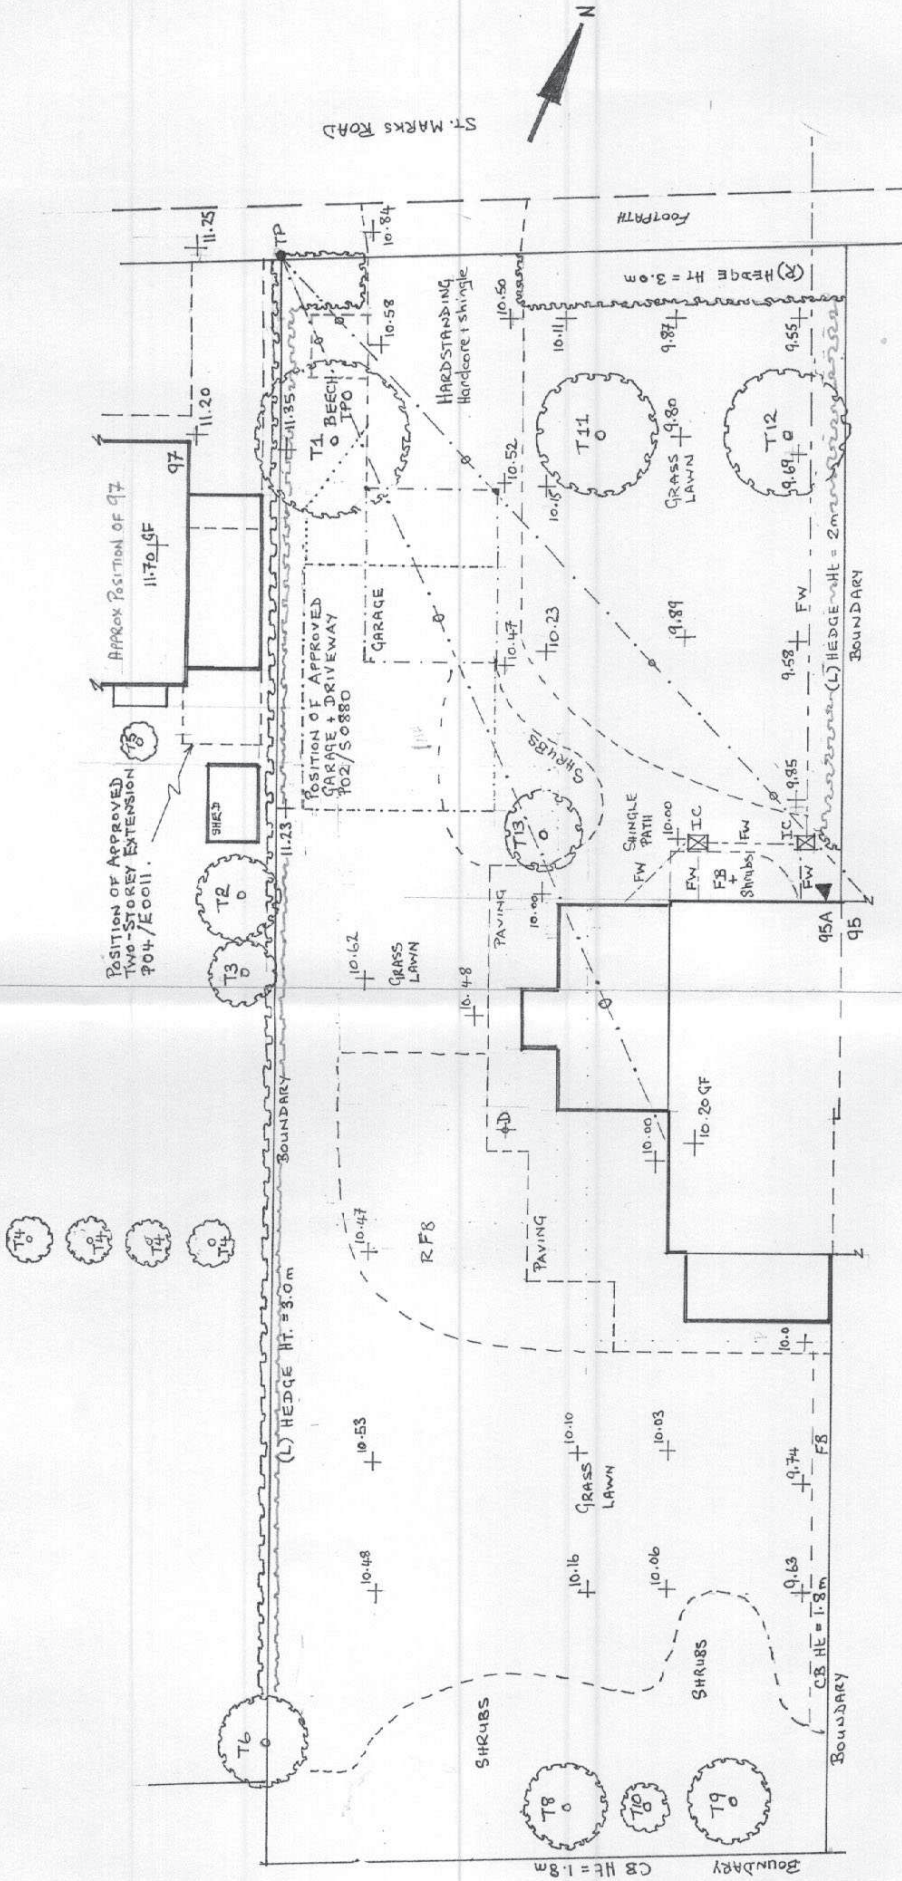 N
ST. MARKS ROAD
FOOTPATH
11.25
TP
10.84
(R) HEDGE Ht = 3.0m
10.58
HARDSTANDING
Hardcore + shingle
10.50
10.11
9.87
9.55
11.20
11.35
T1 BEECH
TPO
10.52
10.15
T11
9.80
GRASS
LAWN
T12
9.69
97
APPROX POSITION OF 97
11.70 GF
GARAGE
10.47
10.23
9.89
9.58
FW
(L) HEDGE Ht = 2m
BOUNDARY
POSITION OF APPROVED
GARAGE + DRIVEWAY
P02/S0880
T5
SHED
11.23
POSITION OF APPROVED
TWO-STOREY EXTENSION
P04/E0011.
SHRUBS
T13
SHINGLE
PATH
10.00
IC
FW
FW
IC
9.85
FW
FB
+
Shrubs
FW
95A
95
T2
T3
10.62
GRASS
LAWN
PAVING
10.00
10.48
10.20 GF
10.00
D
BOUNDARY
T4
T4
T4
T4
10.47
RFB
PAVING
10.0
(L) HEDGE HT. = 3.0m
10.53
10.10
GRASS
LAWN
10.03
9.74
FB
10.48
10.16
10.06
9.63
CB Ht = 1.8m
BOUNDARY
T6
SHRUBS
SHRUBS
T8
T10
T9
BOUNDARY
CB Ht = 1.8m